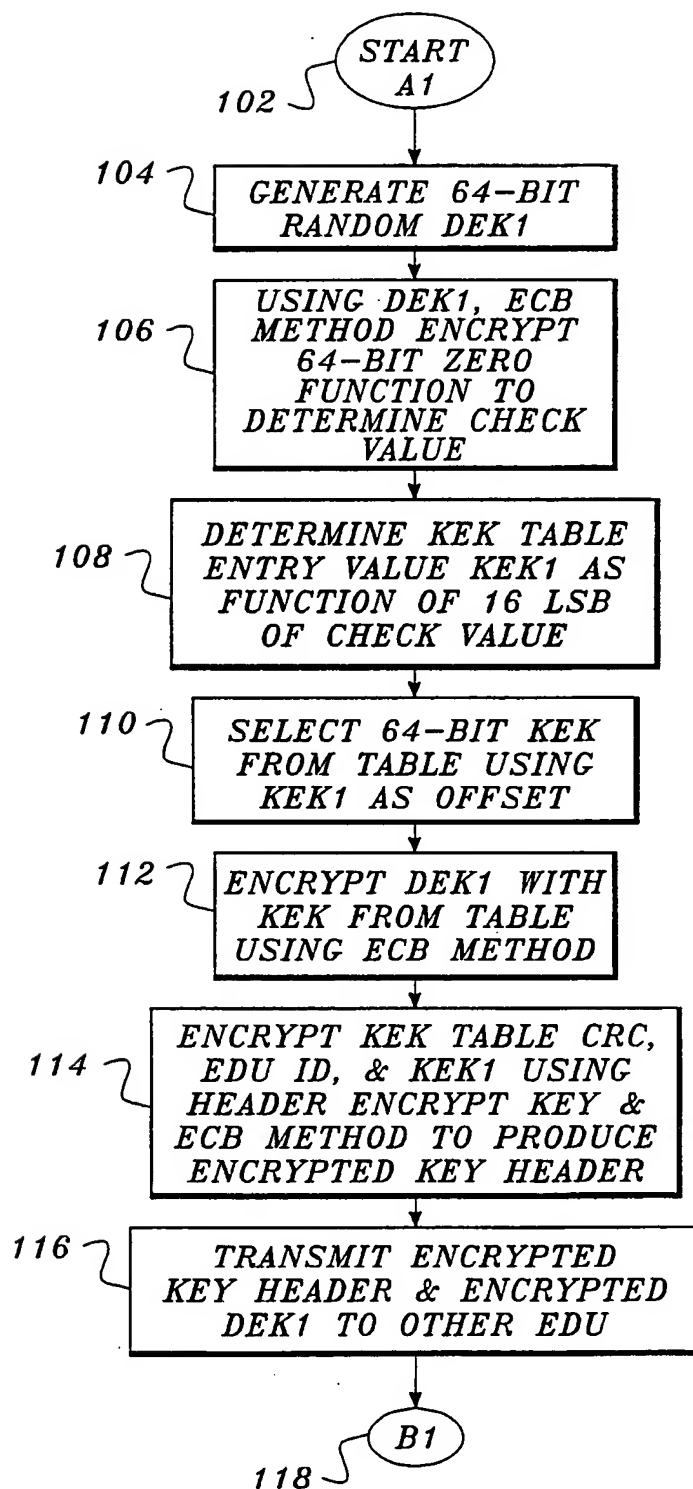 START
A1
102
104
GENERATE 64-BIT
RANDOM DEK1
106
USING DEK1, ECB
METHOD ENCRYPT
64-BIT ZERO
FUNCTION TO
DETERMINE CHECK
VALUE
108
DETERMINE KEK TABLE
ENTRY VALUE KEK1 AS
FUNCTION OF 16 LSB
OF CHECK VALUE
110
SELECT 64-BIT KEK
FROM TABLE USING
KEK1 AS OFFSET
112
ENCRYPT DEK1 WITH
KEK FROM TABLE
USING ECB METHOD
114
ENCRYPT KEK TABLE CRC,
EDU ID, & KEK1 USING
HEADER ENCRYPT KEY &
ECB METHOD TO PRODUCE
ENCRYPTED KEY HEADER
116
TRANSMIT ENCRYPTED
KEY HEADER & ENCRYPTED
DEK1 TO OTHER EDU
B1
118